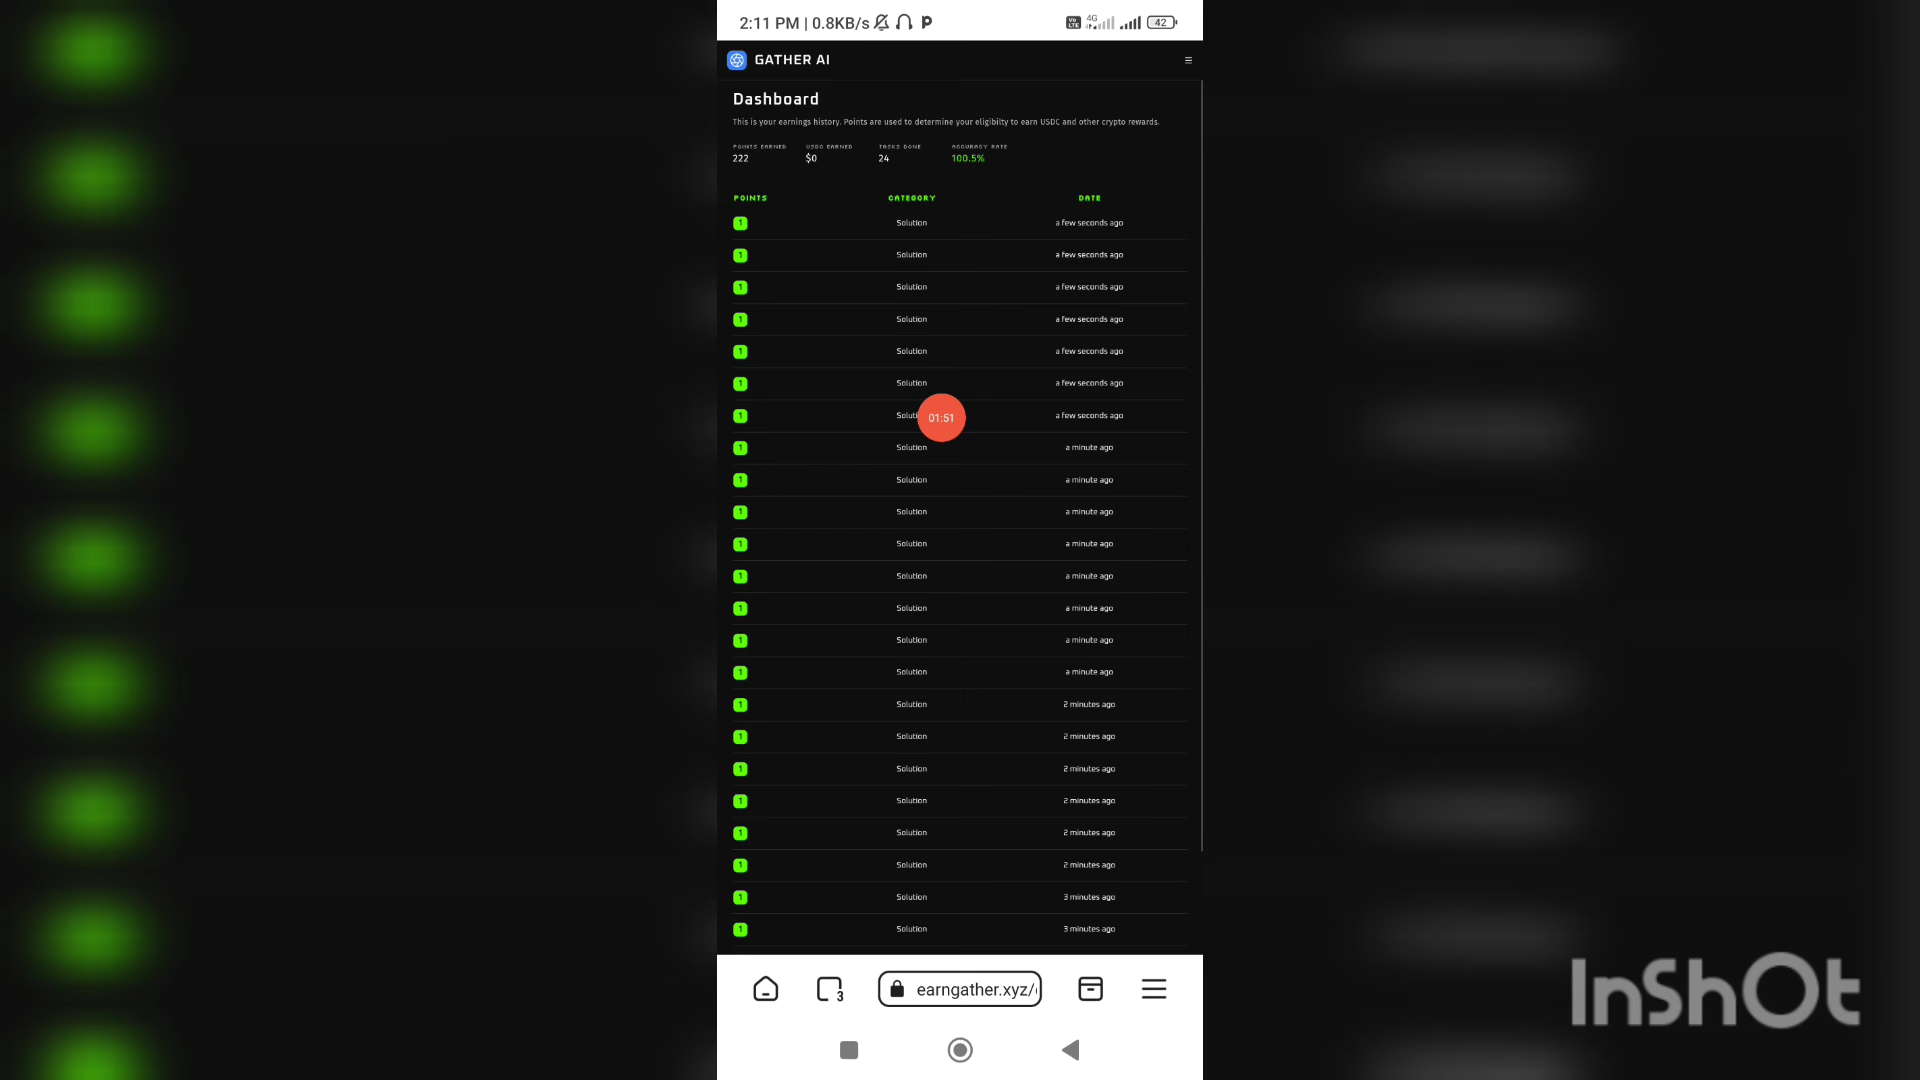 2:11 PM | 0.8KB/s
Vo LTE 4G 42
GATHER AI
Dashboard
This is your earnings history. Points are used to determine your eligibilty to earn USDC and other crypto rewards.
POINTS EARNED USDC EARNED TASKS DONE ACCURACY RATE
222 $0 24 100.5%
POINTS CATEGORY DATE
1 Solution a few seconds ago
1 Solution a few seconds ago
1 Solution a few seconds ago
1 Solution a few seconds ago
1 Solution a few seconds ago
1 Solution a few seconds ago
1 Soluti 01:51 a few seconds ago
1 Solution a minute ago
1 Solution a minute ago
1 Solution a minute ago
1 Solution a minute ago
1 Solution a minute ago
1 Solution a minute ago
1 Solution a minute ago
1 Solution a minute ago
1 Solution 2 minutes ago
1 Solution 2 minutes ago
1 Solution 2 minutes ago
1 Solution 2 minutes ago
1 Solution 2 minutes ago
1 Solution 2 minutes ago
1 Solution 3 minutes ago
1 Solution 3 minutes ago
3 earngather.xyz/
InShOt